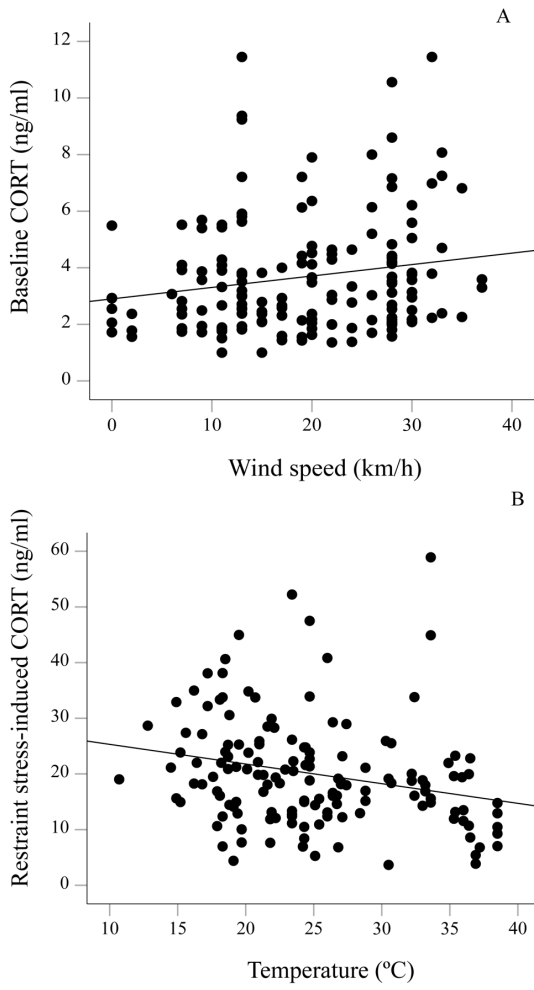 A
12
10
8
6
4
2
0
Baseline CORT (ng/ml)
0 10 20 30 40
Wind speed (km/h)
B
60
50
40
30
20
10
0
Restraint stress-induced CORT (ng/ml)
10 15 20 25 30 35 40
Temperature (ºC)